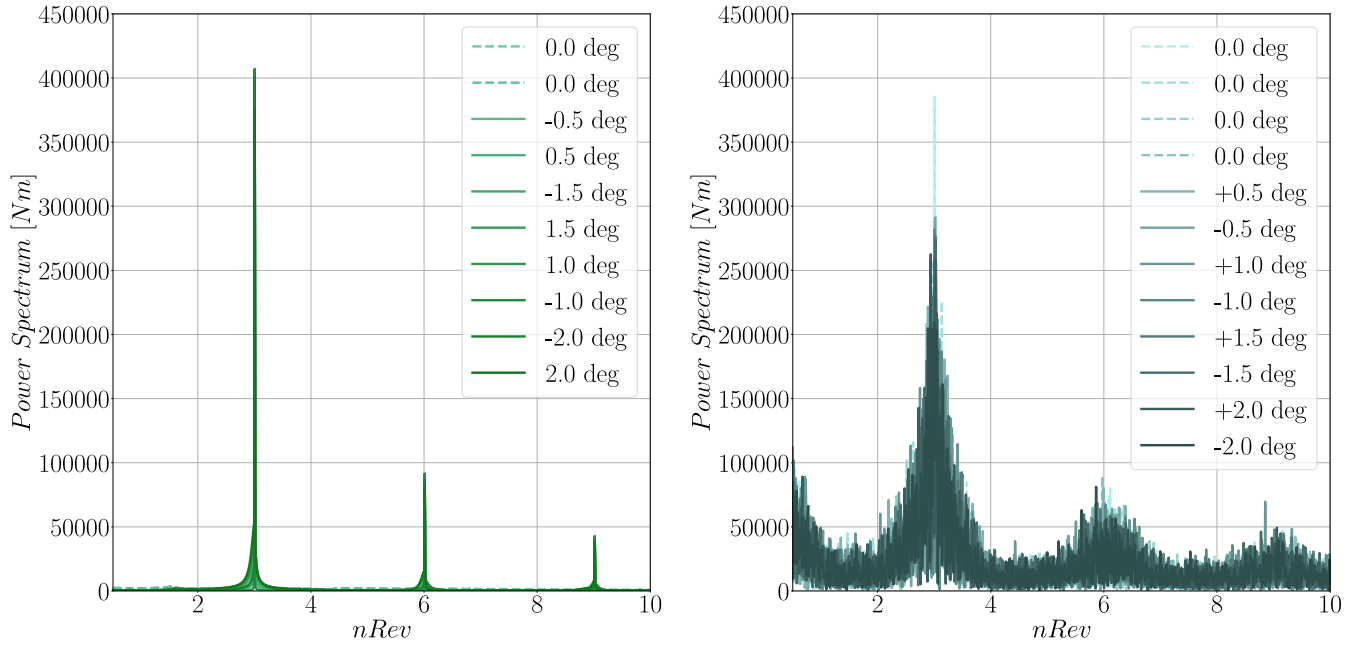 450000
400000
350000
300000
250000
200000
150000
100000
50000
0
Power Spectrum [Nm]
2
4
6
8
10
nRev
0.0 deg
0.0 deg
-0.5 deg
0.5 deg
-1.5 deg
1.5 deg
1.0 deg
-1.0 deg
-2.0 deg
2.0 deg
450000
400000
350000
300000
250000
200000
150000
100000
50000
0
Power Spectrum [Nm]
2
4
6
8
10
nRev
0.0 deg
0.0 deg
0.0 deg
0.0 deg
+0.5 deg
-0.5 deg
+1.0 deg
-1.0 deg
+1.5 deg
-1.5 deg
+2.0 deg
-2.0 deg